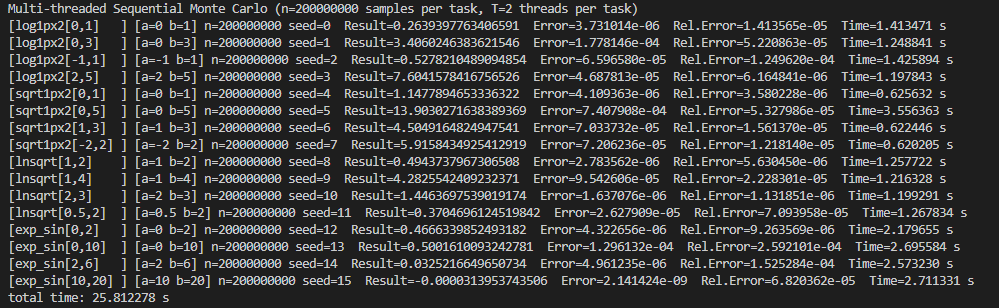 Multi-threaded Sequential Monte Carlo (n=200000000 samples per task, T=2 threads per task)
[log1px2[0,1]   ] [a=0 b=1] n=200000000 seed=0  Result=0.2639397763406591  Error=3.731014e-06  Rel.Error=1.413565e-05  Time=1.413471 s
[log1px2[0,3]   ] [a=0 b=3] n=200000000 seed=1  Result=3.4060246383621546  Error=1.778146e-04  Rel.Error=5.220863e-05  Time=1.248841 s
[log1px2[-1,1]  ] [a=-1 b=1] n=200000000 seed=2  Result=0.5278210489094854  Error=6.596580e-05  Rel.Error=1.249620e-04  Time=1.425894 s
[log1px2[2,5]   ] [a=2 b=5] n=200000000 seed=3  Result=7.6041578416756526  Error=4.687813e-05  Rel.Error=6.164841e-06  Time=1.197843 s
[sqrt1px2[0,1]  ] [a=0 b=1] n=200000000 seed=4  Result=1.1477894653336322  Error=4.109363e-06  Rel.Error=3.580228e-06  Time=0.625632 s
[sqrt1px2[0,5]  ] [a=0 b=5] n=200000000 seed=5  Result=13.9030271638389369  Error=7.407908e-04  Rel.Error=5.327986e-05  Time=3.556363 s
[sqrt1px2[1,3]  ] [a=1 b=3] n=200000000 seed=6  Result=4.5049164824947541  Error=7.033732e-05  Rel.Error=1.561370e-05  Time=0.622446 s
[sqrt1px2[-2,2] ] [a=-2 b=2] n=200000000 seed=7  Result=5.9158434925412919  Error=7.206236e-05  Rel.Error=1.218140e-05  Time=0.620205 s
[lnsqrt[1,2]    ] [a=1 b=2] n=200000000 seed=8  Result=0.4943737967306508  Error=2.783562e-06  Rel.Error=5.630450e-06  Time=1.257722 s
[lnsqrt[1,4]    ] [a=1 b=4] n=200000000 seed=9  Result=4.2825542409232371  Error=9.542606e-05  Rel.Error=2.228301e-05  Time=1.216328 s
[lnsqrt[2,3]    ] [a=2 b=3] n=200000000 seed=10  Result=1.4463697539019174  Error=1.637076e-06  Rel.Error=1.131851e-06  Time=1.199291 s
[lnsqrt[0.5,2]  ] [a=0.5 b=2] n=200000000 seed=11  Result=0.3704696124519842  Error=2.627909e-05  Rel.Error=7.093958e-05  Time=1.267834 s
[exp_sin[0,2]   ] [a=0 b=2] n=200000000 seed=12  Result=0.4666339852493182  Error=4.322656e-06  Rel.Error=9.263569e-06  Time=2.179655 s
[exp_sin[0,10]  ] [a=0 b=10] n=200000000 seed=13  Result=0.5001610093242781  Error=1.296132e-04  Rel.Error=2.592101e-04  Time=2.695584 s
[exp_sin[2,6]   ] [a=2 b=6] n=200000000 seed=14  Result=0.0325216649650734  Error=4.961235e-06  Rel.Error=1.525284e-04  Time=2.573230 s
[exp_sin[10,20] ] [a=10 b=20] n=200000000 seed=15  Result=-0.0000313953743506  Error=2.141424e-09  Rel.Error=6.820362e-05  Time=2.711331 s
total time: 25.812278 s